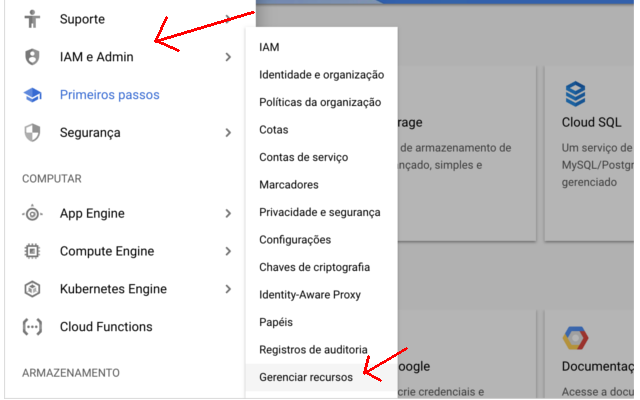 Suporte
IAM e Admin
Primeiros passos
Segurança
COMPUTAR
App Engine
Compute Engine
Kubernetes Engine
Cloud Functions
ARMAZENAMENTO
IAM
Identidade e organização
Políticas da organização
Cotas
Contas de serviço
Marcadores
Privacidade e segurança
Configurações
Chaves de criptografia
Identity-Aware Proxy
Papéis
Registros de auditoria
Gerenciar recursos
rage
de armazenamento de
nçado, simples e
Cloud SQL
Um serviço de
MySQL/Postgr
gerenciado
oogle
crie credenciais e
Documentaç
Acesse a docu